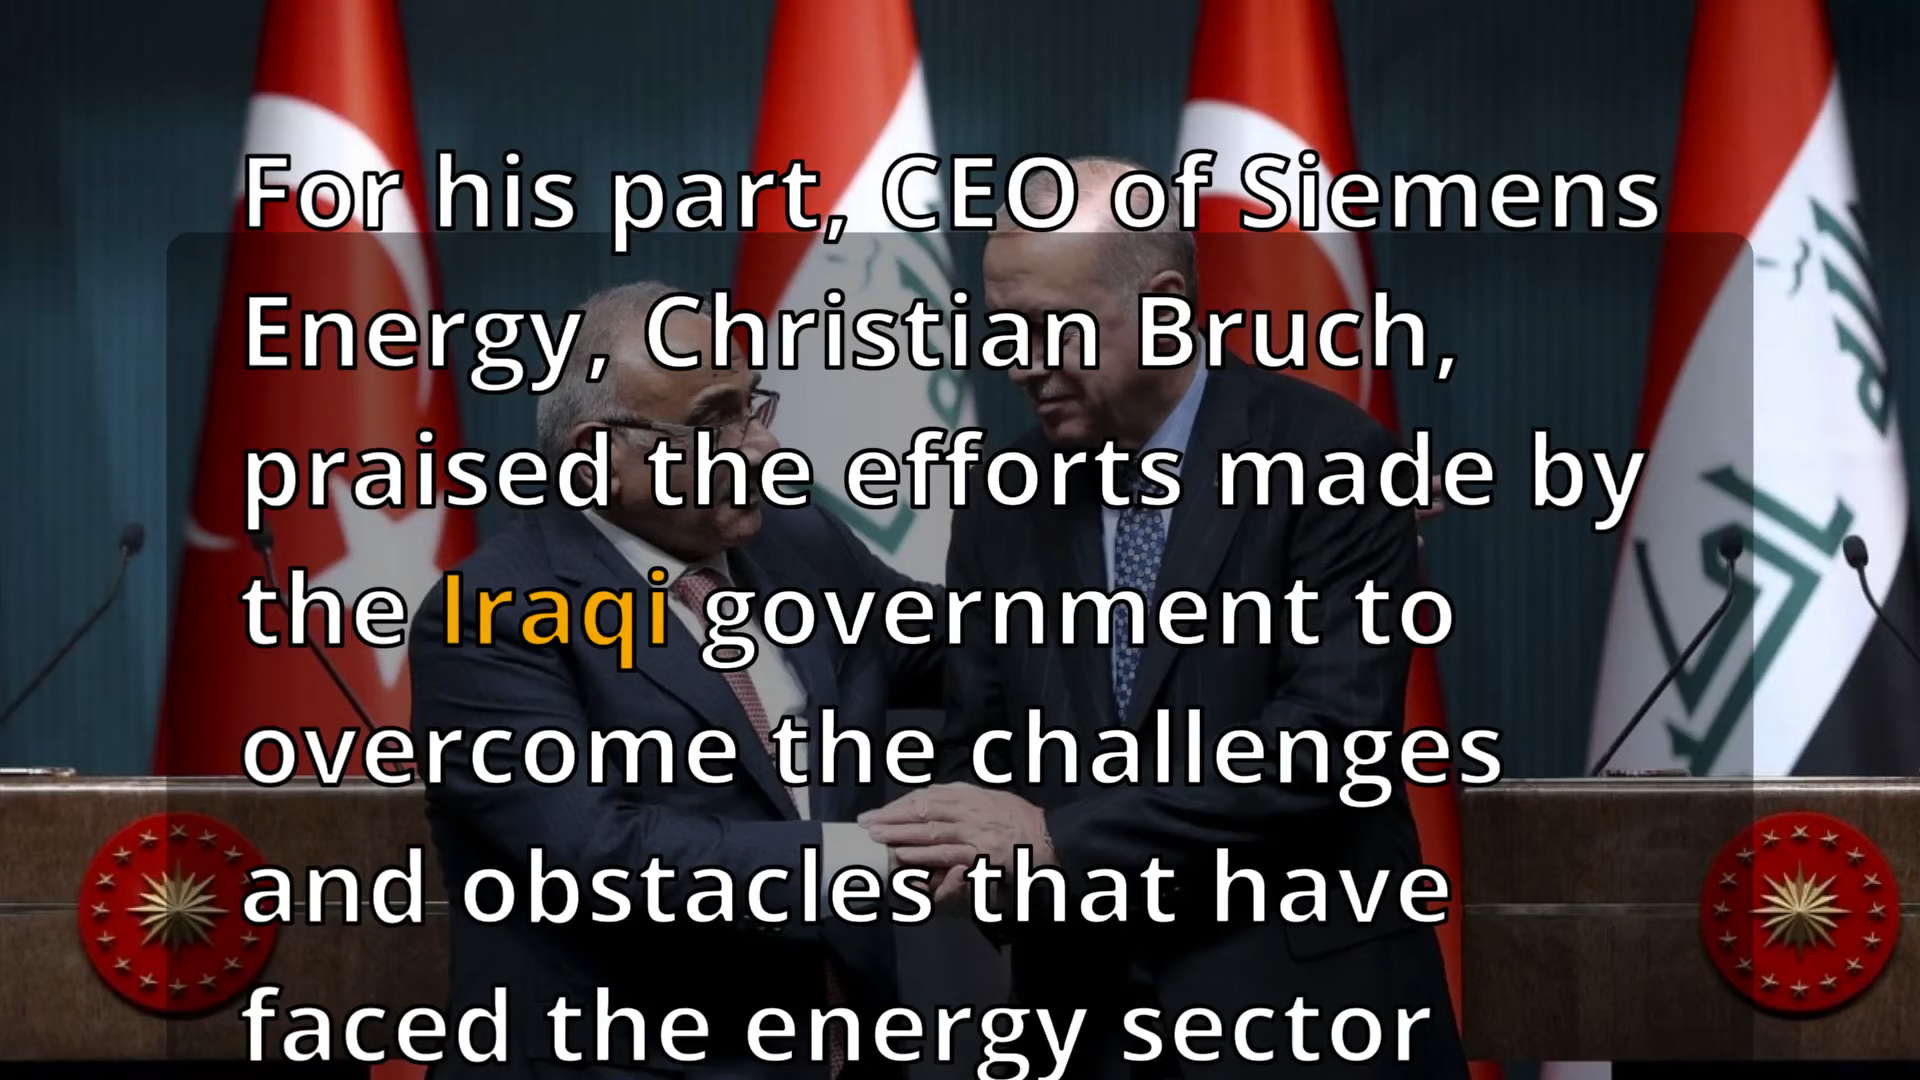 For his part, CEO of Siemens
Energy, Christian Bruch,
praised the efforts made by
the Iraqi government to
overcome the challenges
and obstacles that have
faced the energy sector